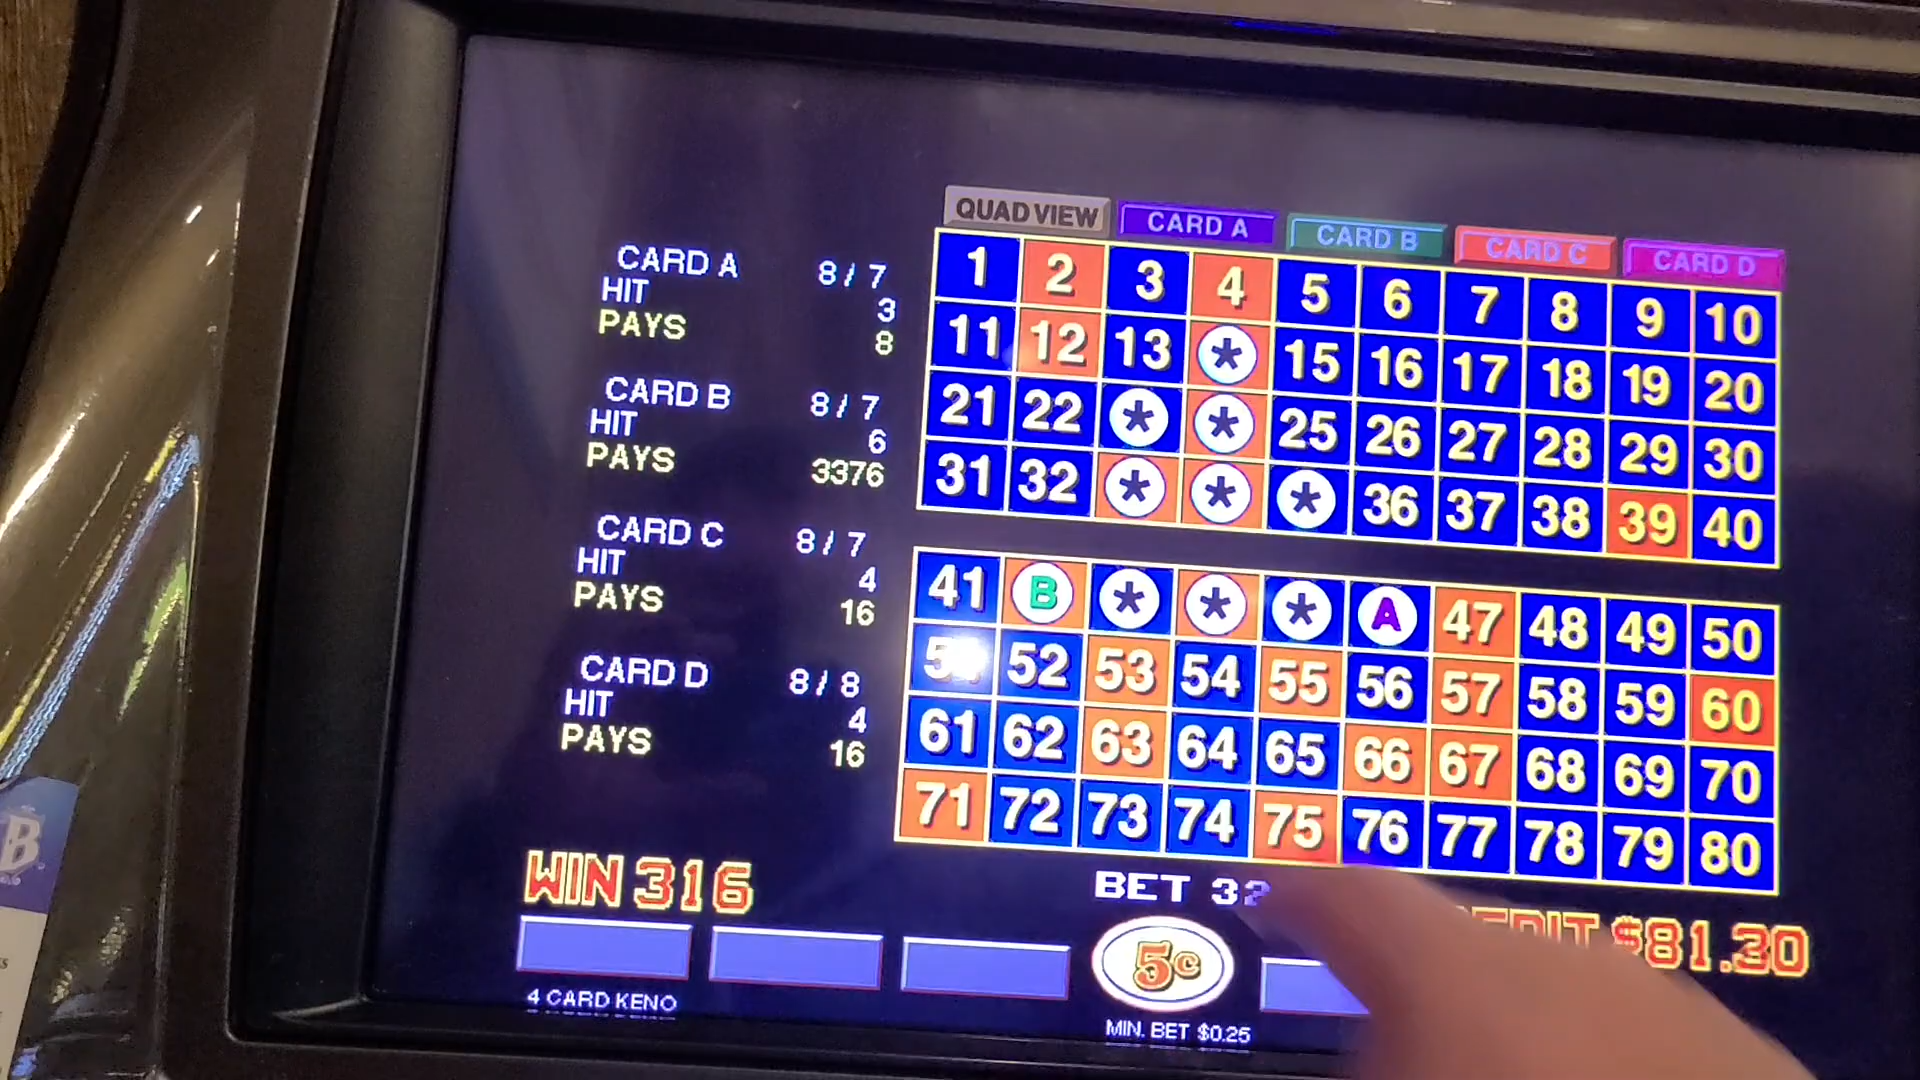 QUAD VIEW CARD A CARD B CARD C CARD D
CARD A 8/7
HIT 3
PAYS 8
CARD B 8/7
HIT 6
PAYS 3376
CARD C 8/7
HIT 4
PAYS 16
CARD D 8/8
HIT 4
PAYS 16
1 2 3 4 5 6 7 8 9 10
11 12 13 * 15 16 17 18 19 20
21 22 * * 25 26 27 28 29 30
31 32 * * * 36 37 38 39 40
41 B * * * A 47 48 49 50
52 53 54 55 56 57 58 59 60
61 62 63 64 65 66 67 68 69 70
71 72 73 74 75 76 77 78 79 80
WIN 316
BET 32
$81.30
5¢
4 CARD KENO
MIN. BET $0.25
B